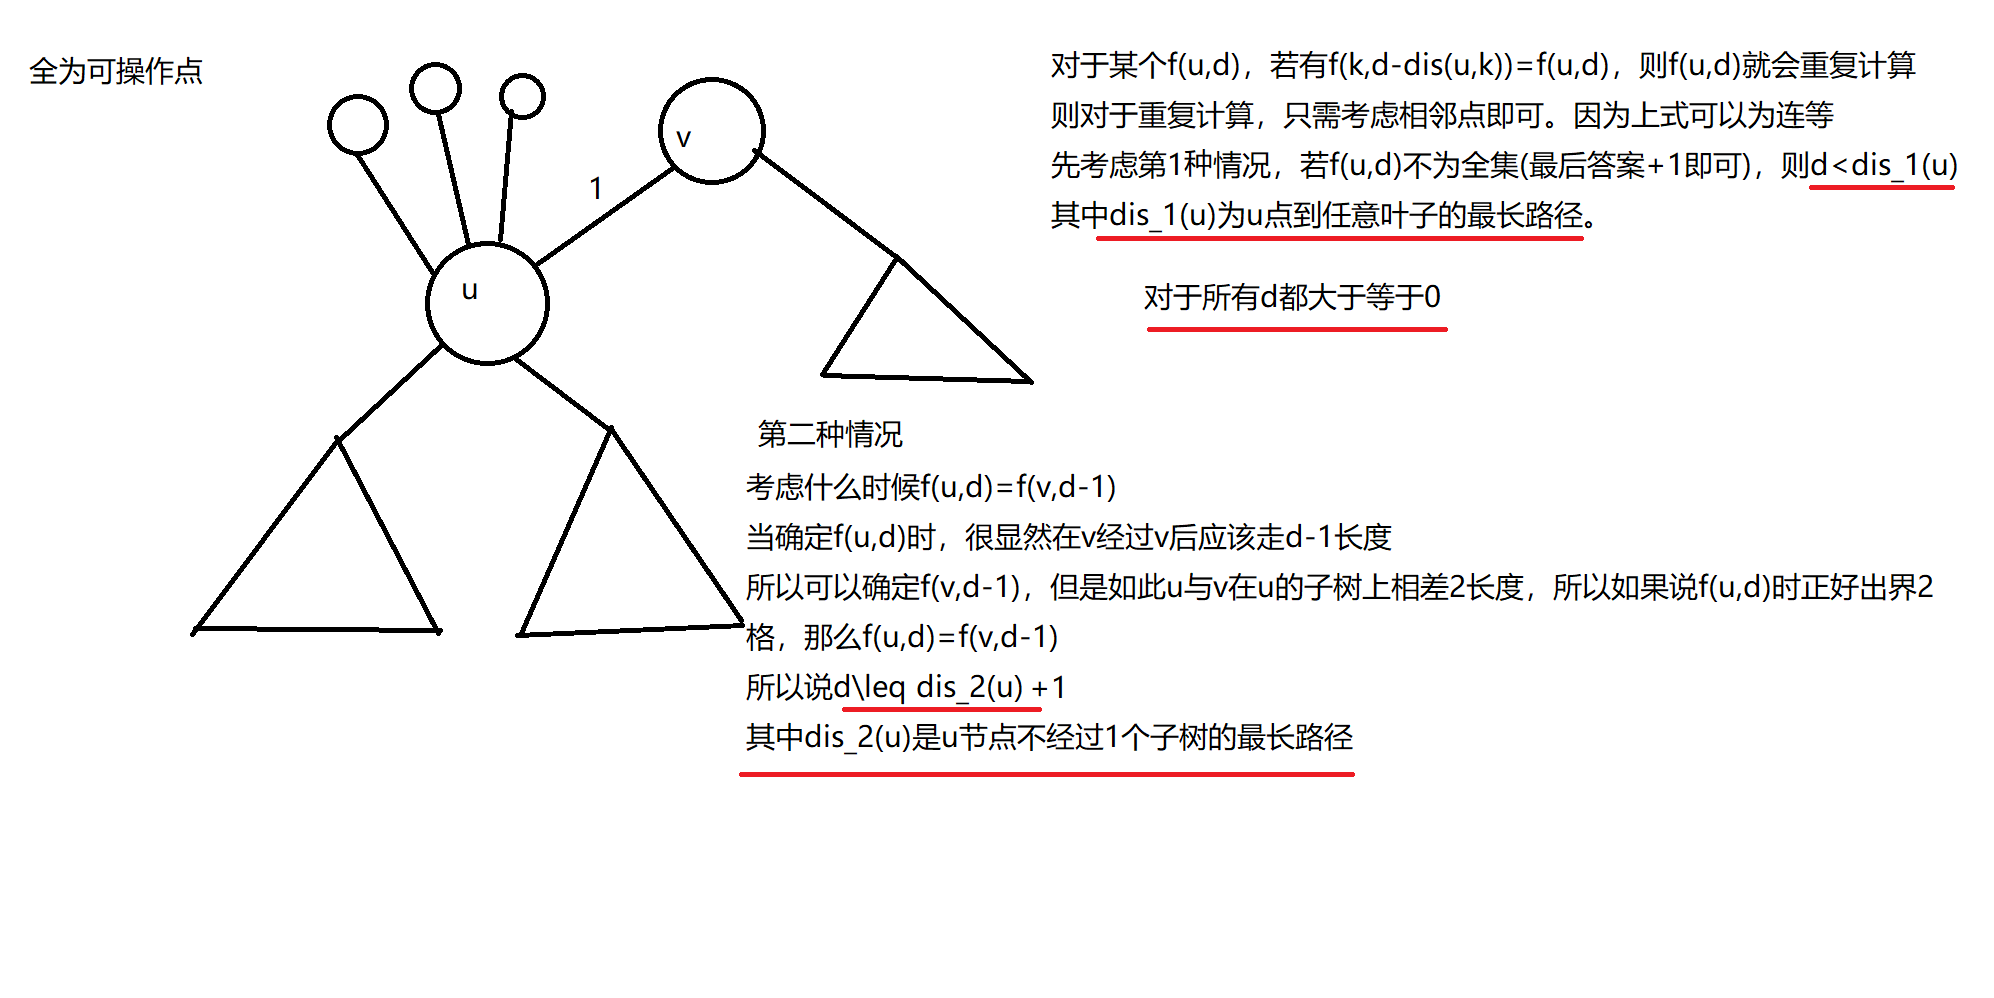 全为可操作点
u
v
1
对于某个f(u,d)，若有f(k,d-dis(u,k))=f(u,d)，则f(u,d)就会重复计算
则对于重复计算，只需考虑相邻点即可。因为上式可以为连等
先考虑第1种情况，若f(u,d)不为全集(最后答案+1即可)，则d<dis_1(u)
其中dis_1(u)为u点到任意叶子的最长路径。
对于所有d都大于等于0
第二种情况
考虑什么时候f(u,d)=f(v,d-1)
当确定f(u,d)时，很显然在v经过v后应该走d-1长度
所以可以确定f(v,d-1)，但是如此u与v在u的子树上相差2长度，所以如果说f(u,d)时正好出界2
格，那么f(u,d)=f(v,d-1)
所以说d\leq dis_2(u) +1
其中dis_2(u)是u节点不经过1个子树的最长路径